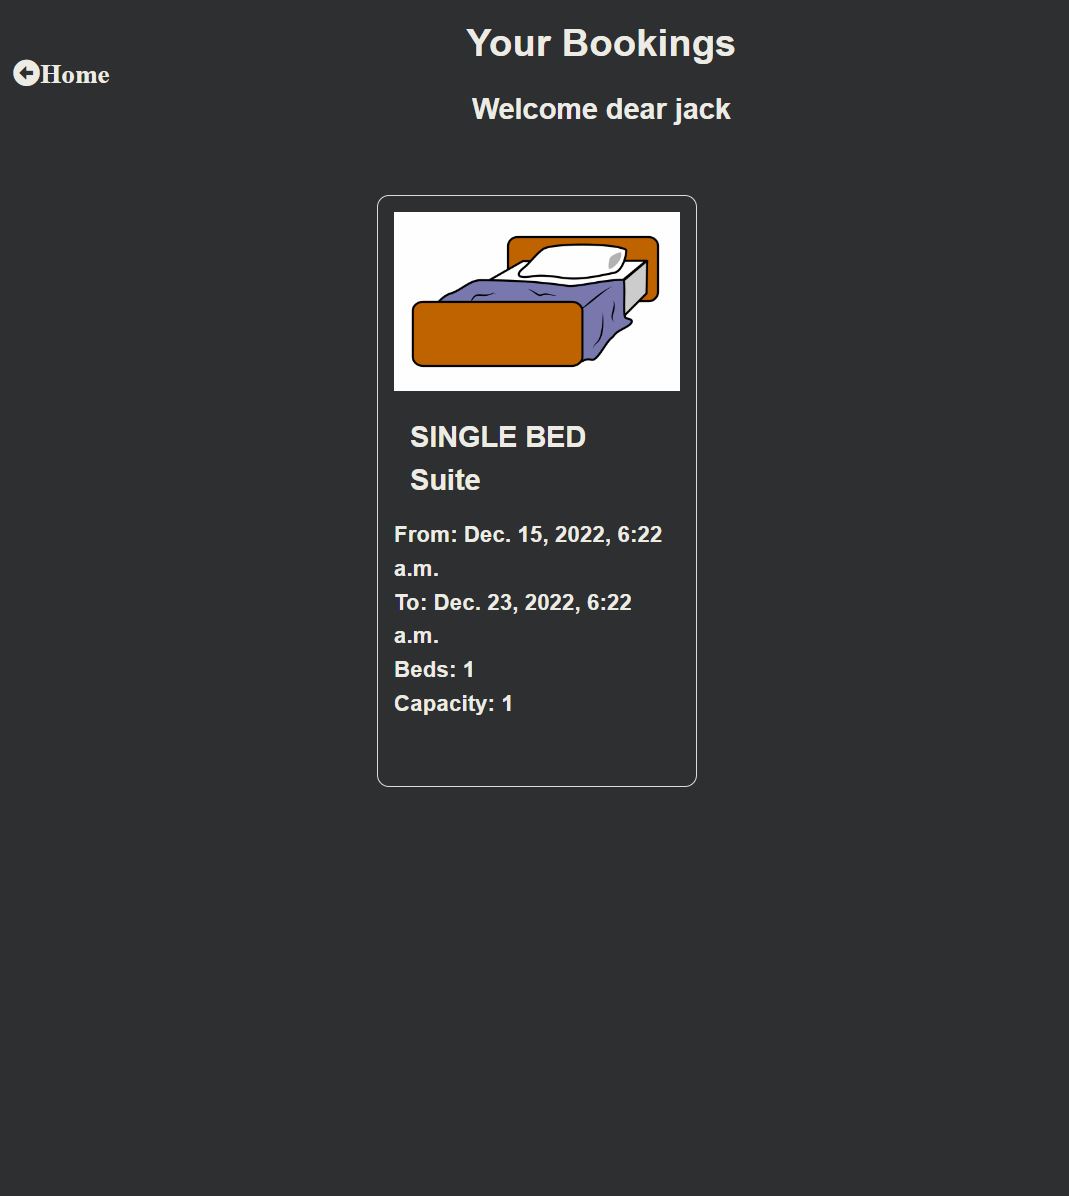 Your Bookings
Home
Welcome dear jack
SINGLE BED
Suite
From: Dec. 15, 2022, 6:22
a.m.
To: Dec. 23, 2022, 6:22
a.m.
Beds: 1
Capacity: 1